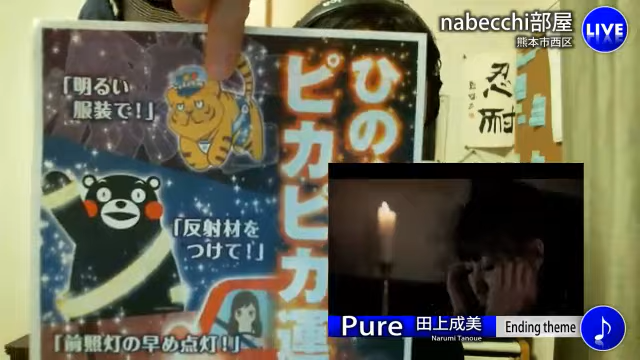 nabecchi部屋
熊本市西区
LIVE
忍
耐
ひの
ピカピカ運
「明るい
服装で!」
「反射材を
つけて!」
「前照灯の早め点灯!」
Pure 田上成美
Narumi Tanoue
Ending theme